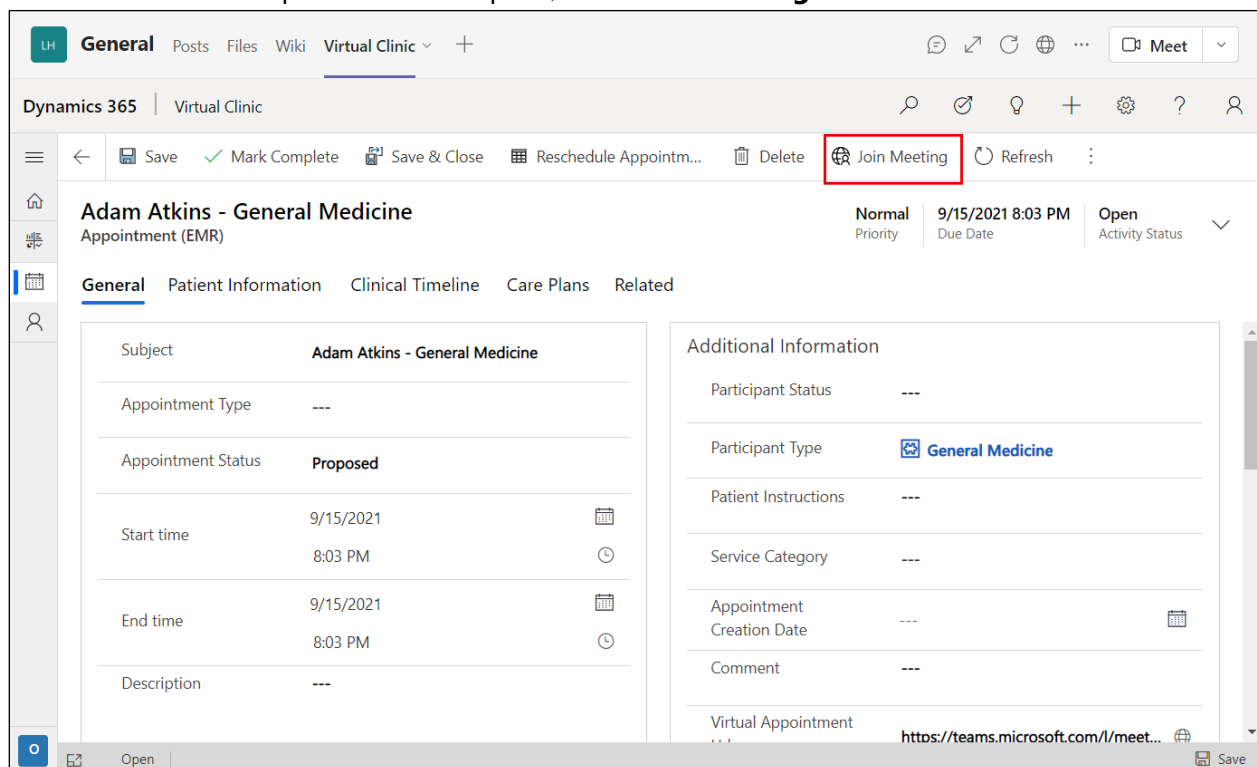 LH General Posts Files Wiki Virtual Clinic Meet
Dynamics 365 Virtual Clinic
Save Mark Complete Save & Close Reschedule Appointm... Delete Join Meeting Refresh
Adam Atkins - General Medicine
Appointment (EMR)
Normal
Priority
9/15/2021 8:03 PM
Due Date
Open
Activity Status
General Patient Information Clinical Timeline Care Plans Related
Subject Adam Atkins - General Medicine
Appointment Type ---
Appointment Status Proposed
Start time
9/15/2021
8:03 PM
End time
9/15/2021
8:03 PM
Description ---
Additional Information
Participant Status ---
Participant Type General Medicine
Patient Instructions ---
Service Category ---
Appointment
Creation Date ---
Comment ---
Virtual Appointment
https://teams.microsoft.com/l/meet...
O Open Save